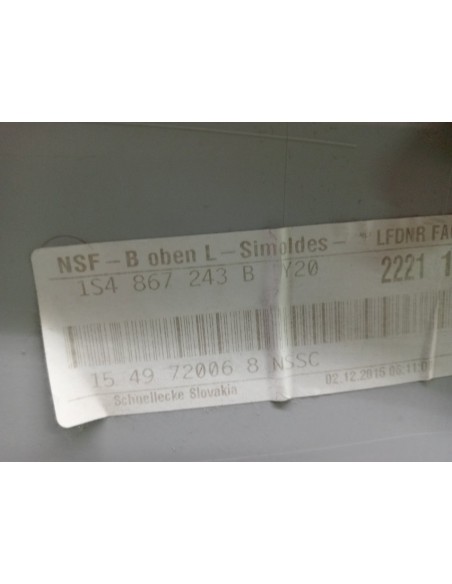 NSF - B oben L - Simoldes - * LFDNR
1S4 867 243 B Y20 2221 1
15 49 72006 8 NSSC
Schnellecke Slovakia 02.12.2015